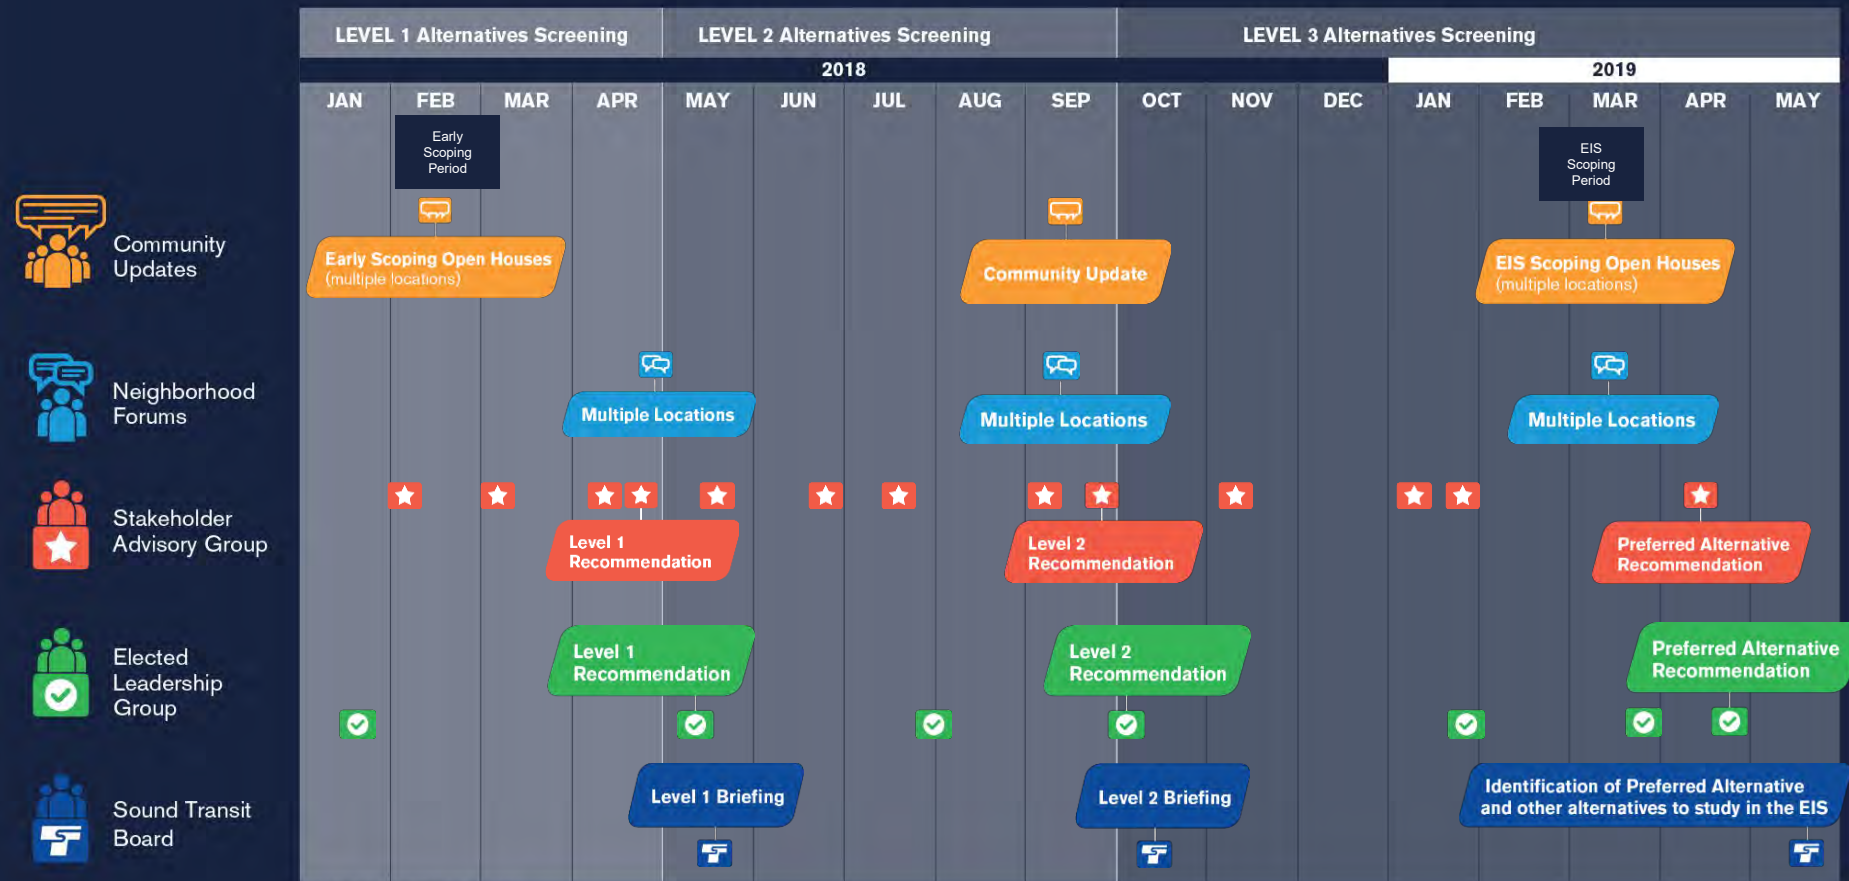 LEVEL 1 Alternatives Screening
LEVEL 2 Alternatives Screening
LEVEL 3 Alternatives Screening
2018
2019
JAN FEB MAR APR MAY JUN JUL AUG SEP OCT NOV DEC JAN FEB MAR APR MAY
Early
Scoping
Period
EIS
Scoping
Period
Community
Updates
Early Scoping Open Houses
(multiple locations)
Community Update
EIS Scoping Open Houses
(multiple locations)
Neighborhood
Forums
Multiple Locations
Multiple Locations
Multiple Locations
Stakeholder
Advisory Group
Level 1
Recommendation
Level 2
Recommendation
Preferred Alternative
Recommendation
Elected
Leadership
Group
Level 1
Recommendation
Level 2
Recommendation
Preferred Alternative
Recommendation
Sound Transit
Board
Level 1 Briefing
Level 2 Briefing
Identification of Preferred Alternative
and other alternatives to study in the EIS